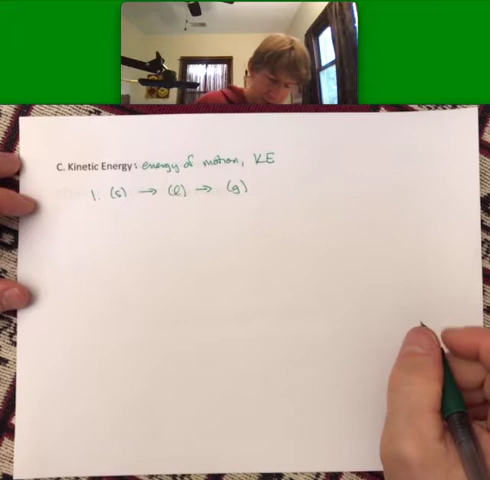 C. Kinetic Energy: energy of motion, KE
1. (s) → (l) → (g)